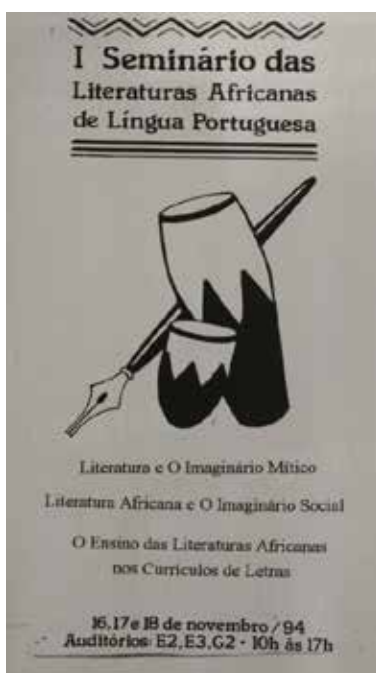 I Seminário das
Literaturas Africanas
de Língua Portuguesa
Literatura e O Imaginário Mítico
Literatura Africana e O Imaginário Social
O Ensino das Literaturas Africanas
nos Currículos de Letras
16,17 e 18 de novembro/94
Auditórios: E2,E3,G2 - 10h às 17h